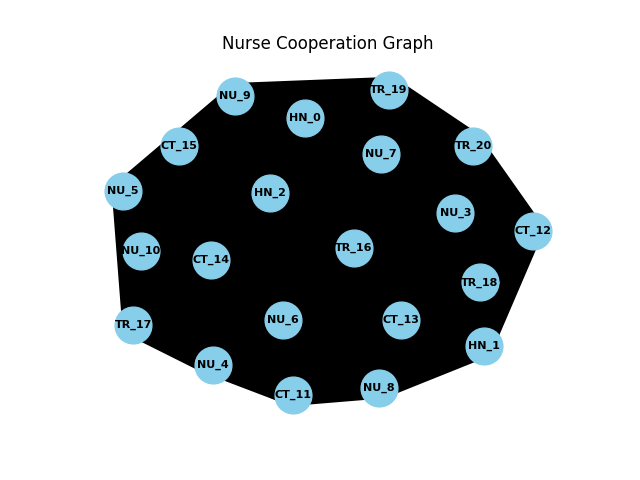 Nurse Cooperation Graph
TR_19
NU_9
HN_0
CT_15
TR_20
NU_7
NU_5
HN_2
NU_3
CT_12
TR_16
NU_10
CT_14
TR_18
NU_6
CT_13
TR_17
HN_1
NU_4
NU_8
CT_11